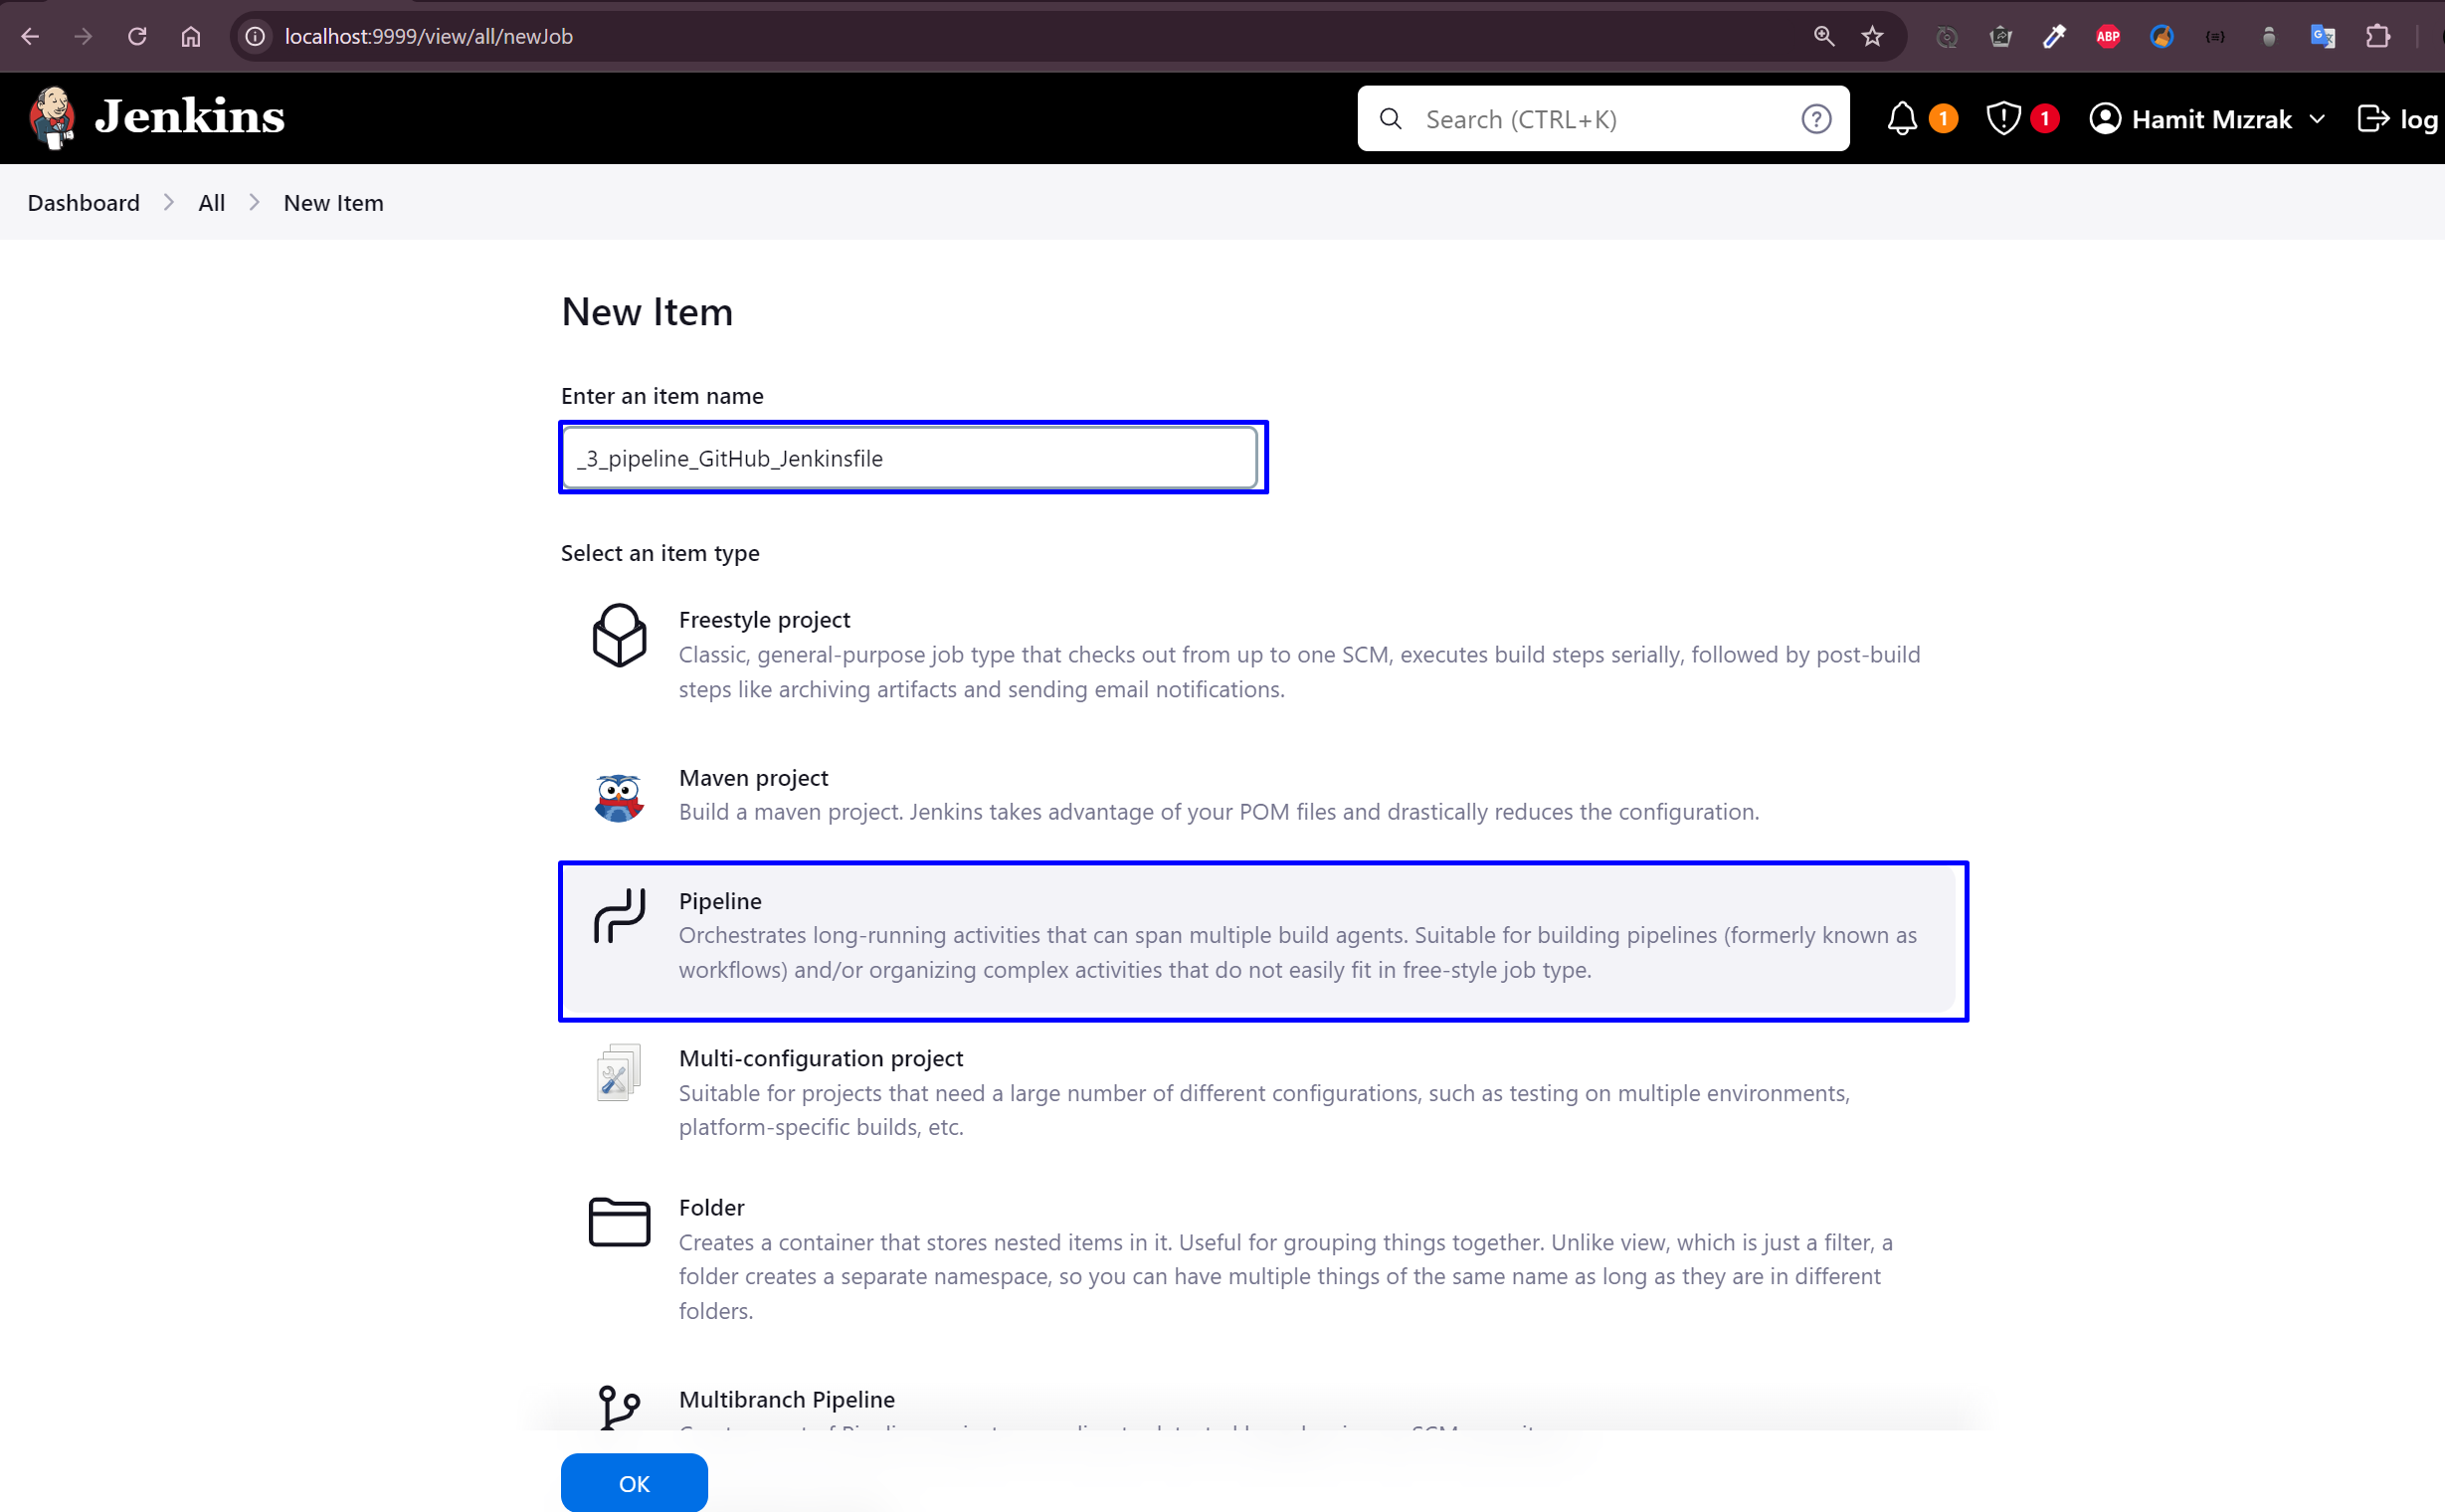 localhost:9999/view/all/newJob
ABP
Jenkins
Search (CTRL+K)
?
1
1
Hamit Mızrak
log
Dashboard
All
New Item
New Item
Enter an item name
_3_pipeline_GitHub_Jenkinsfile
Select an item type
Freestyle project
Classic, general-purpose job type that checks out from up to one SCM, executes build steps serially, followed by post-build
steps like archiving artifacts and sending email notifications.
Maven project
Build a maven project. Jenkins takes advantage of your POM files and drastically reduces the configuration.
Pipeline
Orchestrates long-running activities that can span multiple build agents. Suitable for building pipelines (formerly known as
workflows) and/or organizing complex activities that do not easily fit in free-style job type.
Multi-configuration project
Suitable for projects that need a large number of different configurations, such as testing on multiple environments,
platform-specific builds, etc.
Folder
Creates a container that stores nested items in it. Useful for grouping things together. Unlike view, which is just a filter, a
folder creates a separate namespace, so you can have multiple things of the same name as long as they are in different
folders.
Multibranch Pipeline
OK